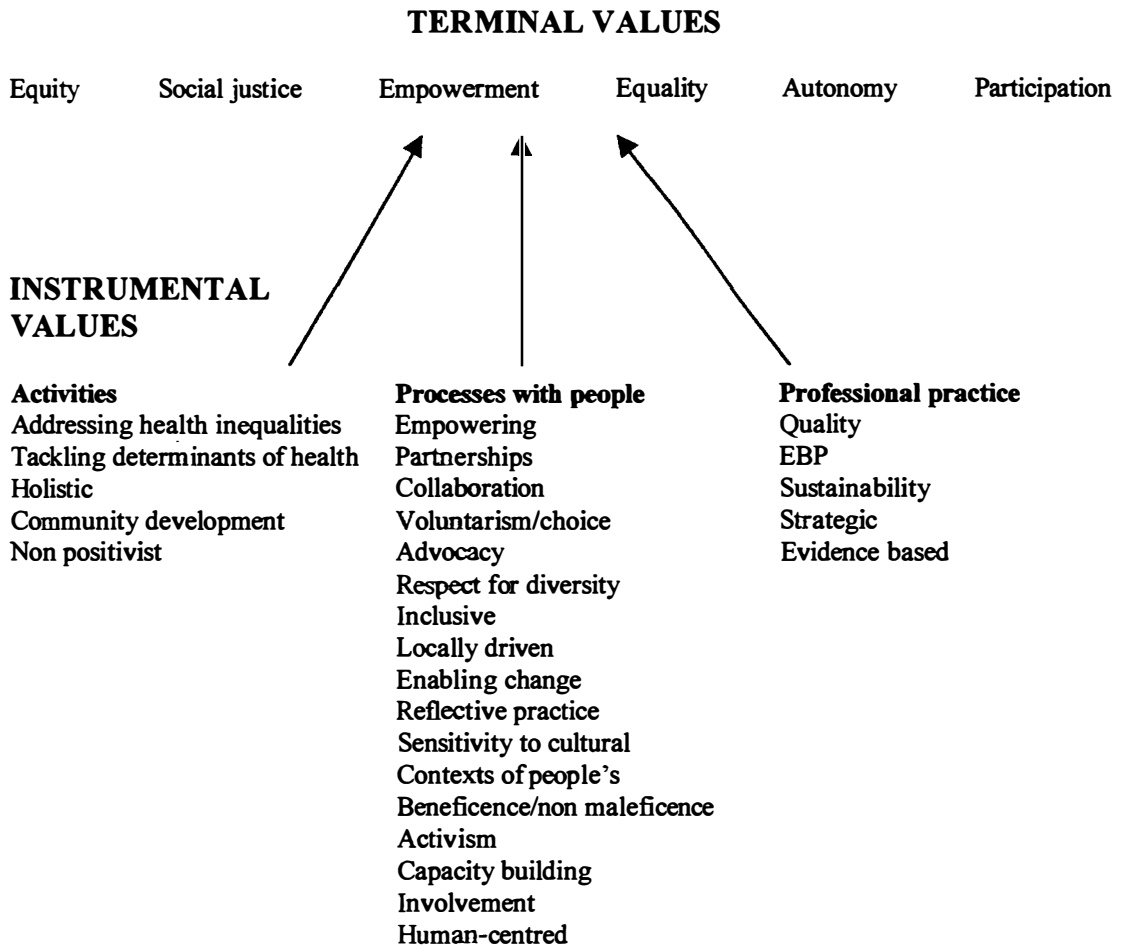 TERMINAL VALUES
Equity Social justice Empowerment Equality Autonomy Participation
INSTRUMENTAL
VALUES
Activities
Addressing health inequalities
Tackling determinants of health
Holistic
Community development
Non positivist
Processes with people
Empowering
Partnerships
Collaboration
Voluntarism/choice
Advocacy
Respect for diversity
Inclusive
Locally driven
Enabling change
Reflective practice
Sensitivity to cultural
Contexts of people's
Beneficence/non maleficence
Activism
Capacity building
Involvement
Human-centred
Professional practice
Quality
EBP
Sustainability
Strategic
Evidence based